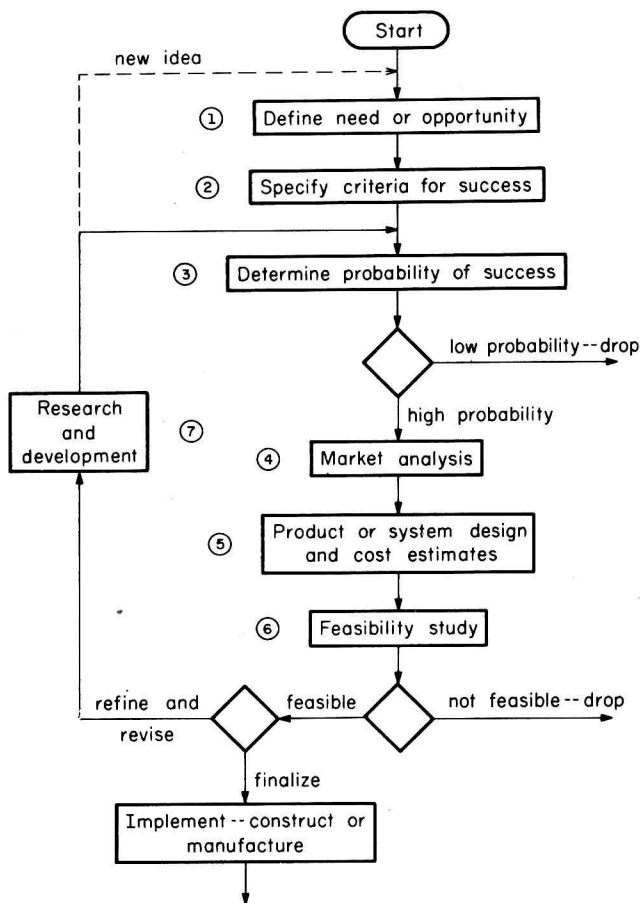 Start
new idea
① Define need or opportunity
② Specify criteria for success
③ Determine probability of success
low probability--drop
high probability
Research
and
development
⑦
④ Market analysis
⑤ Product or system design
and cost estimates
⑥ Feasibility study
refine and
revise
feasible
not feasible--drop
finalize
Implement--construct or
manufacture